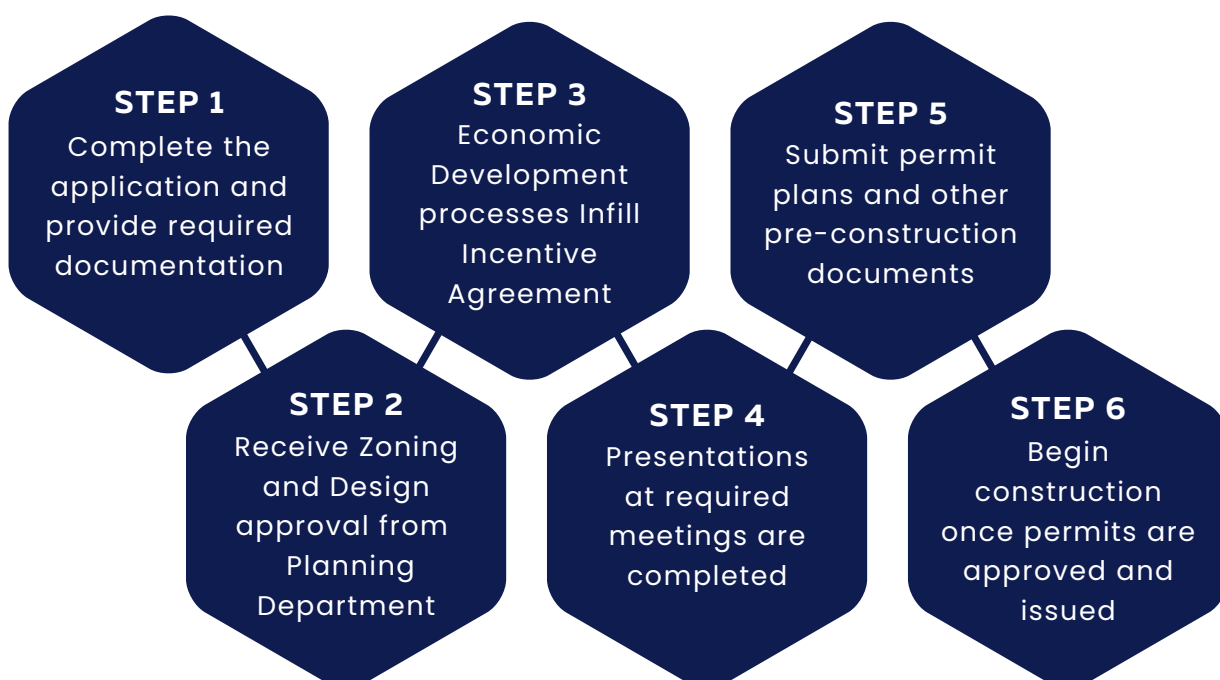 STEP 1
Complete the
application and
provide required
documentation
STEP 2
Receive Zoning
and Design
approval from
Planning
Department
STEP 3
Economic
Development
processes Infill
Incentive
Agreement
STEP 4
Presentations
at required
meetings are
completed
STEP 5
Submit permit
plans and other
pre-construction
documents
STEP 6
Begin
construction
once permits are
approved and
issued